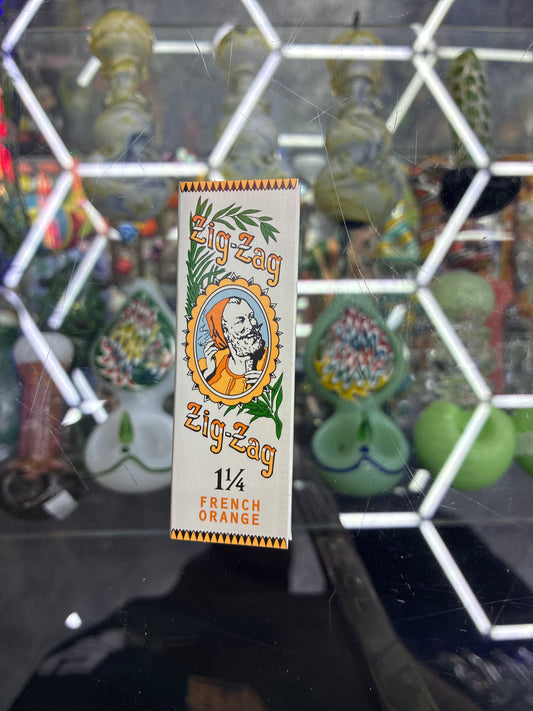 Zig-Zag
Zig-Zag
1¼
FRENCH
ORANGE